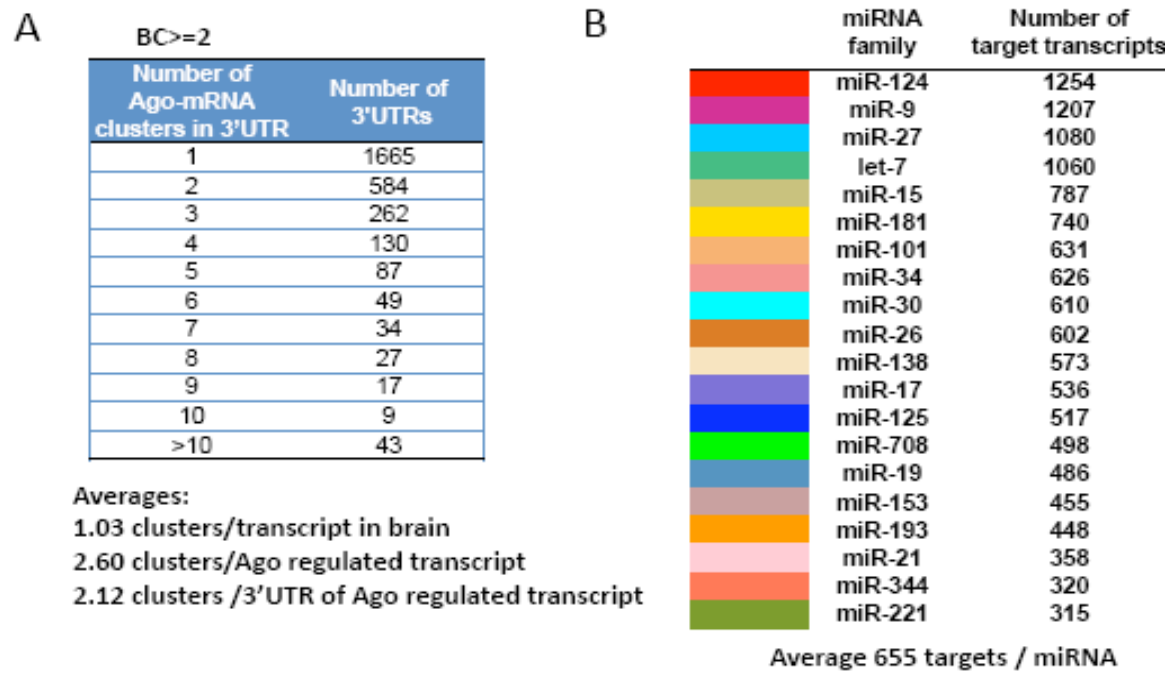 A
BC>=2
Number of Ago-mRNA clusters in 3'UTR Number of 3'UTRs
1 1665
2 584
3 262
4 130
5 87
6 49
7 34
8 27
9 17
10 9
>10 43
Averages:
1.03 clusters/transcript in brain
2.60 clusters/Ago regulated transcript
2.12 clusters /3'UTR of Ago regulated transcript
B
miRNA family Number of target transcripts
miR-124 1254
miR-9 1207
miR-27 1080
let-7 1060
miR-15 787
miR-181 740
miR-101 631
miR-34 626
miR-30 610
miR-26 602
miR-138 573
miR-17 536
miR-125 517
miR-708 498
miR-19 486
miR-153 455
miR-193 448
miR-21 358
miR-344 320
miR-221 315
Average 655 targets / miRNA